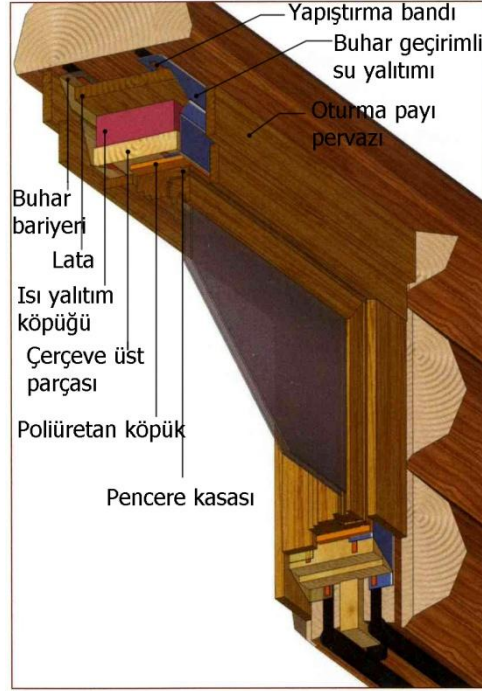 Yapıştırma bandı
Buhar geçirimli
su yalıtımı
Oturma payı
pervazı
Buhar
bariyeri
Lata
Isı yalıtım
köpüğü
Çerçeve üst
parçası
Poliüretan köpük
Pencere kasası